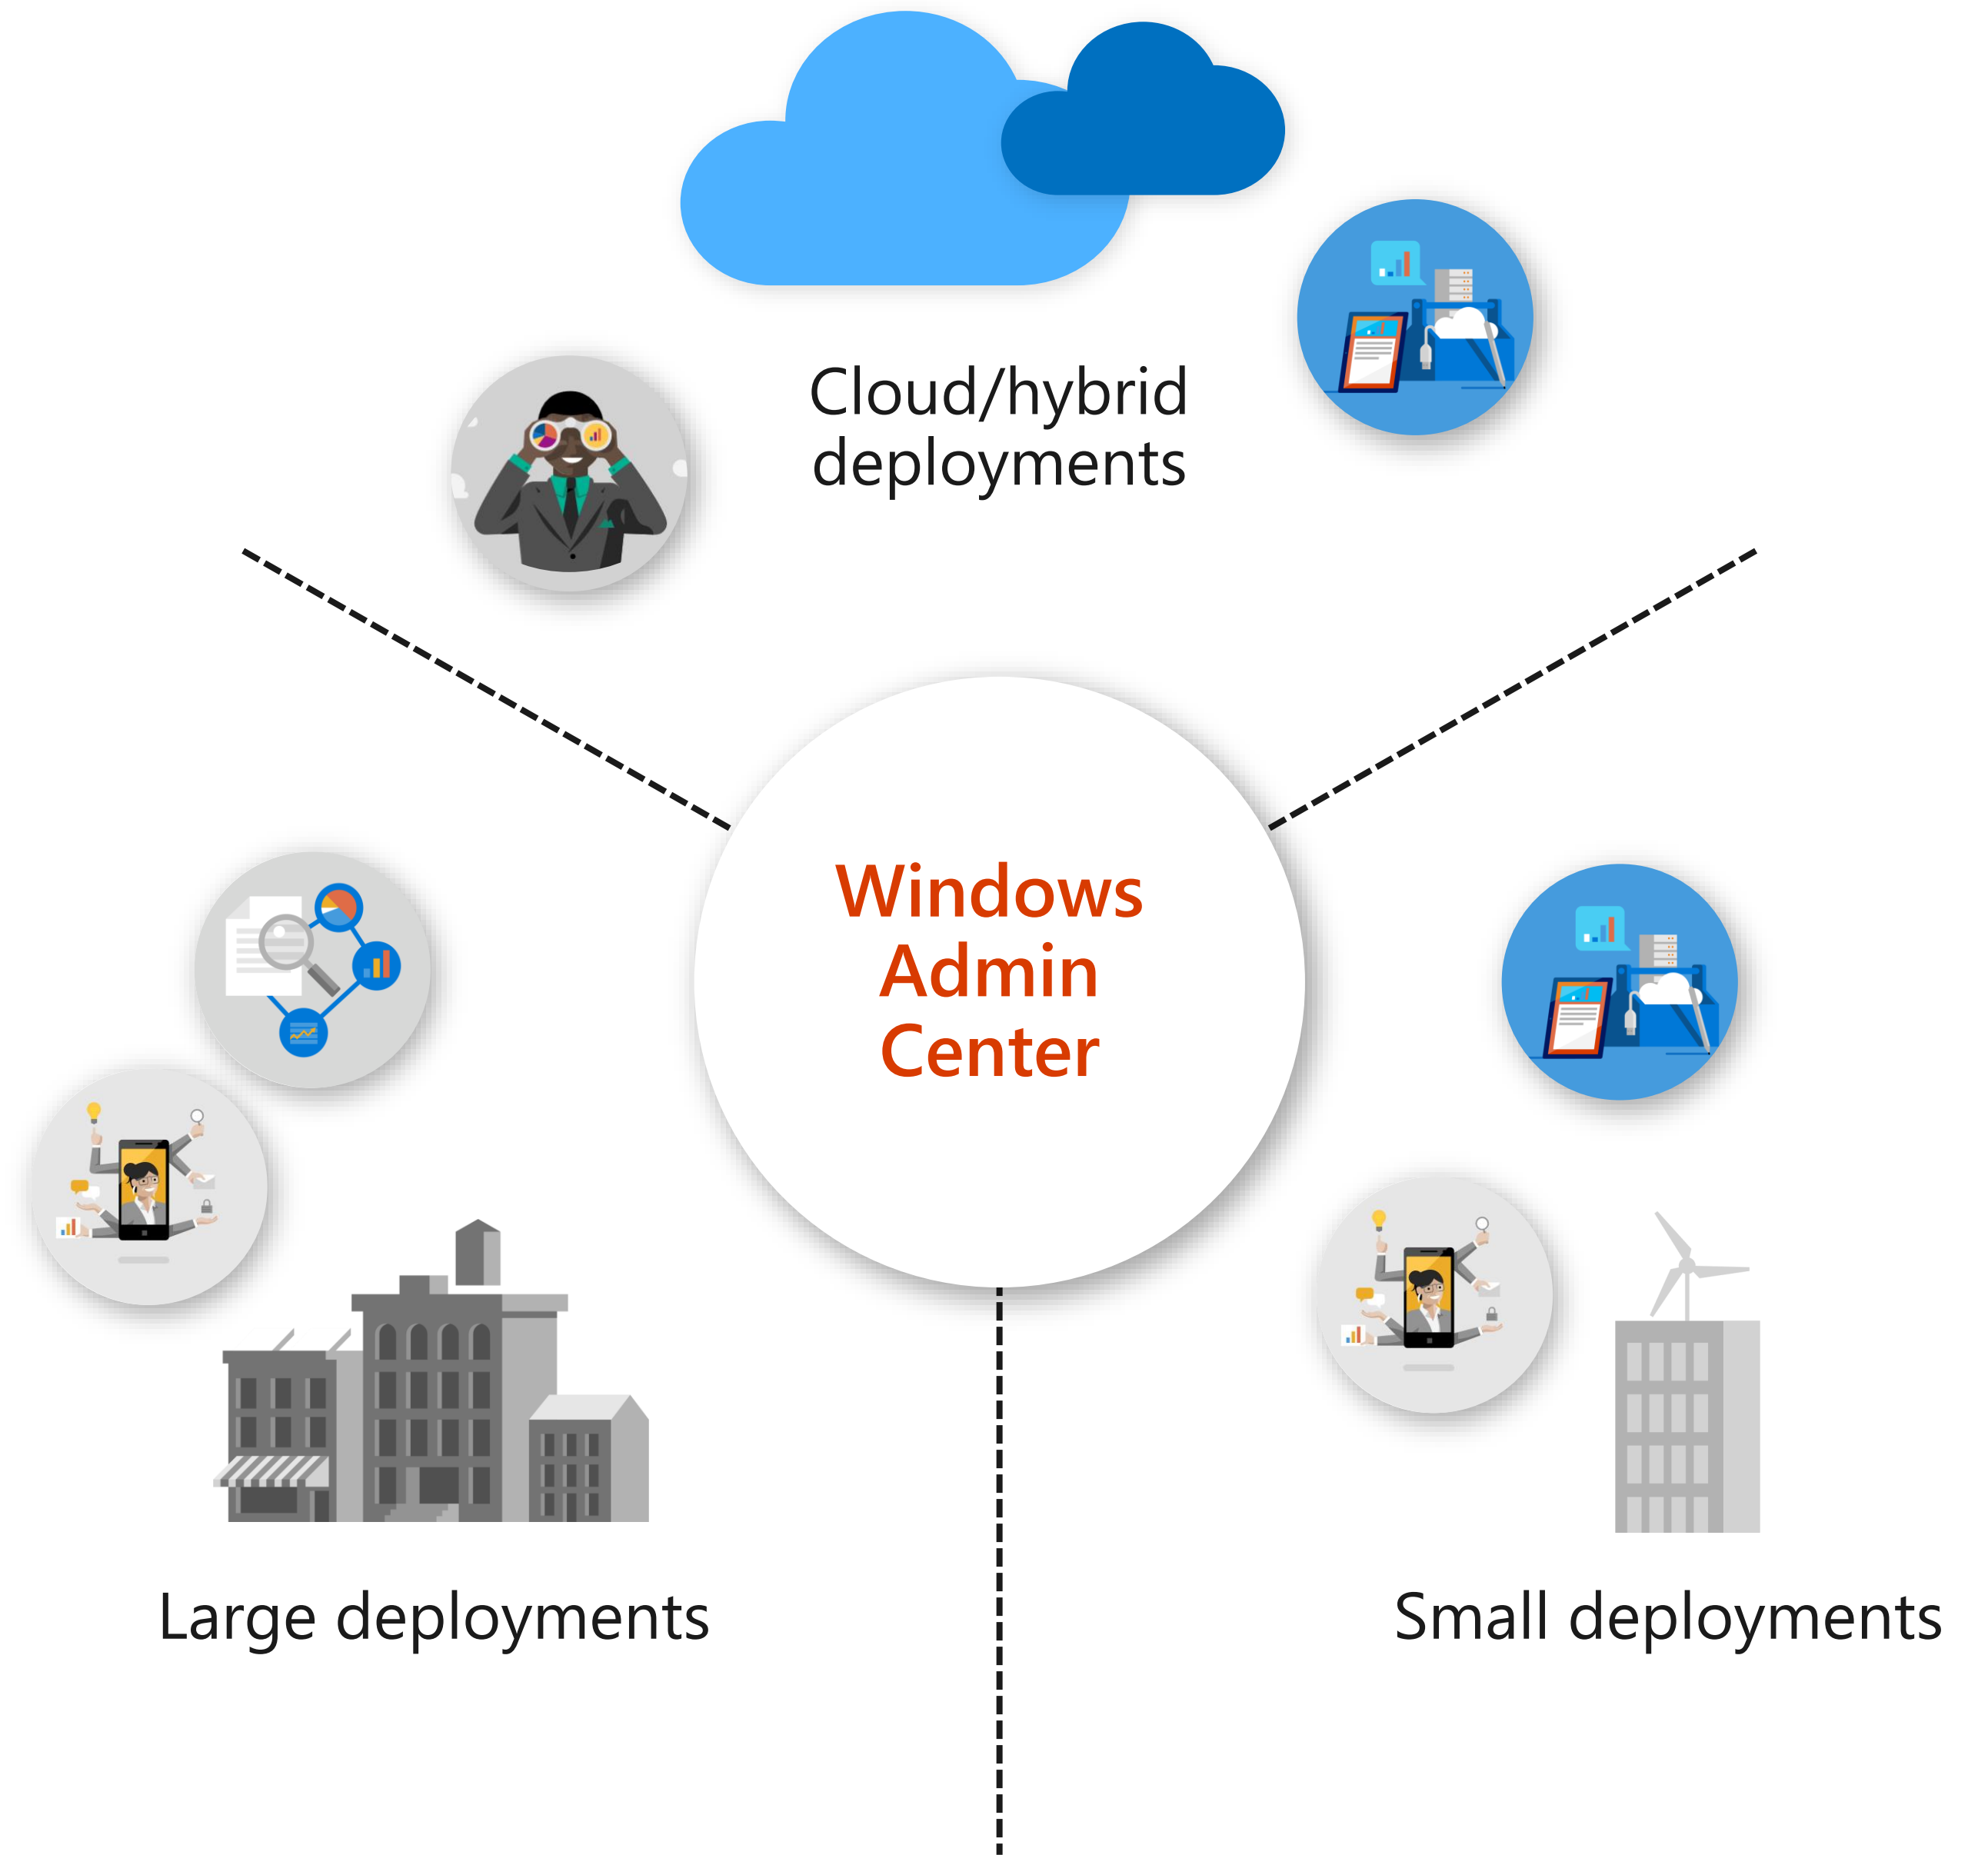 Cloud/hybrid
deployments
Windows
Admin
Center
Large deployments
Small deployments